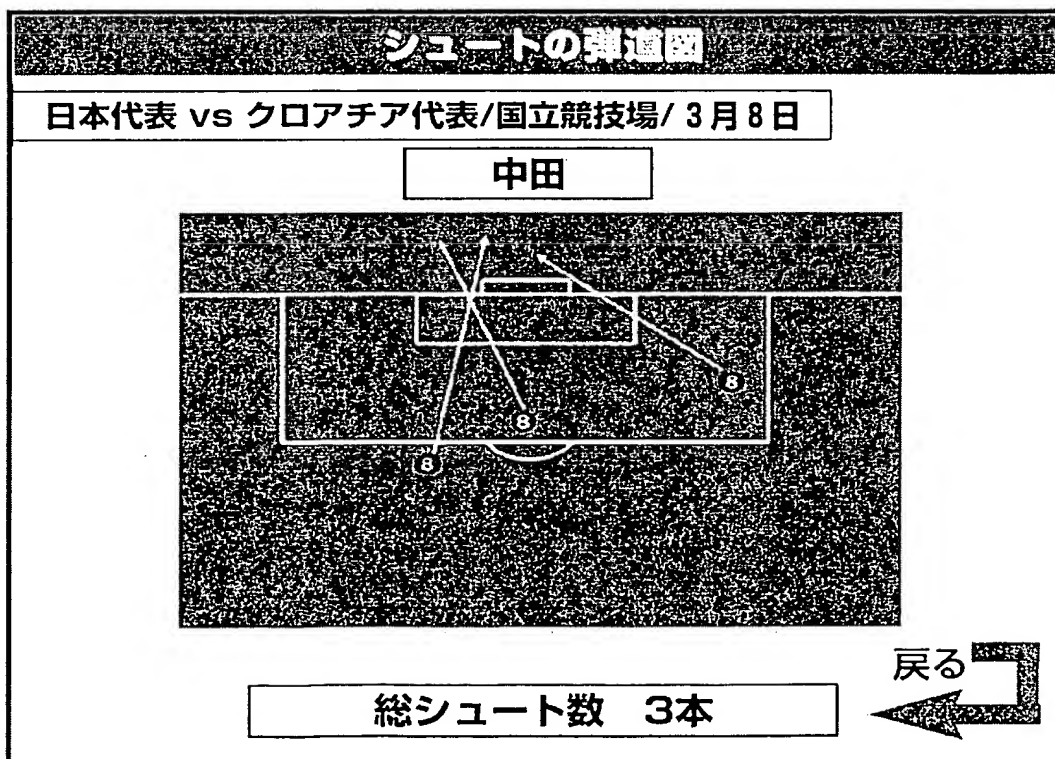 シュートの弾道図
日本代表 vs クロアチア代表/国立競技場/ 3月8日
中田
8
8
8
戻る
総シュート数 3本